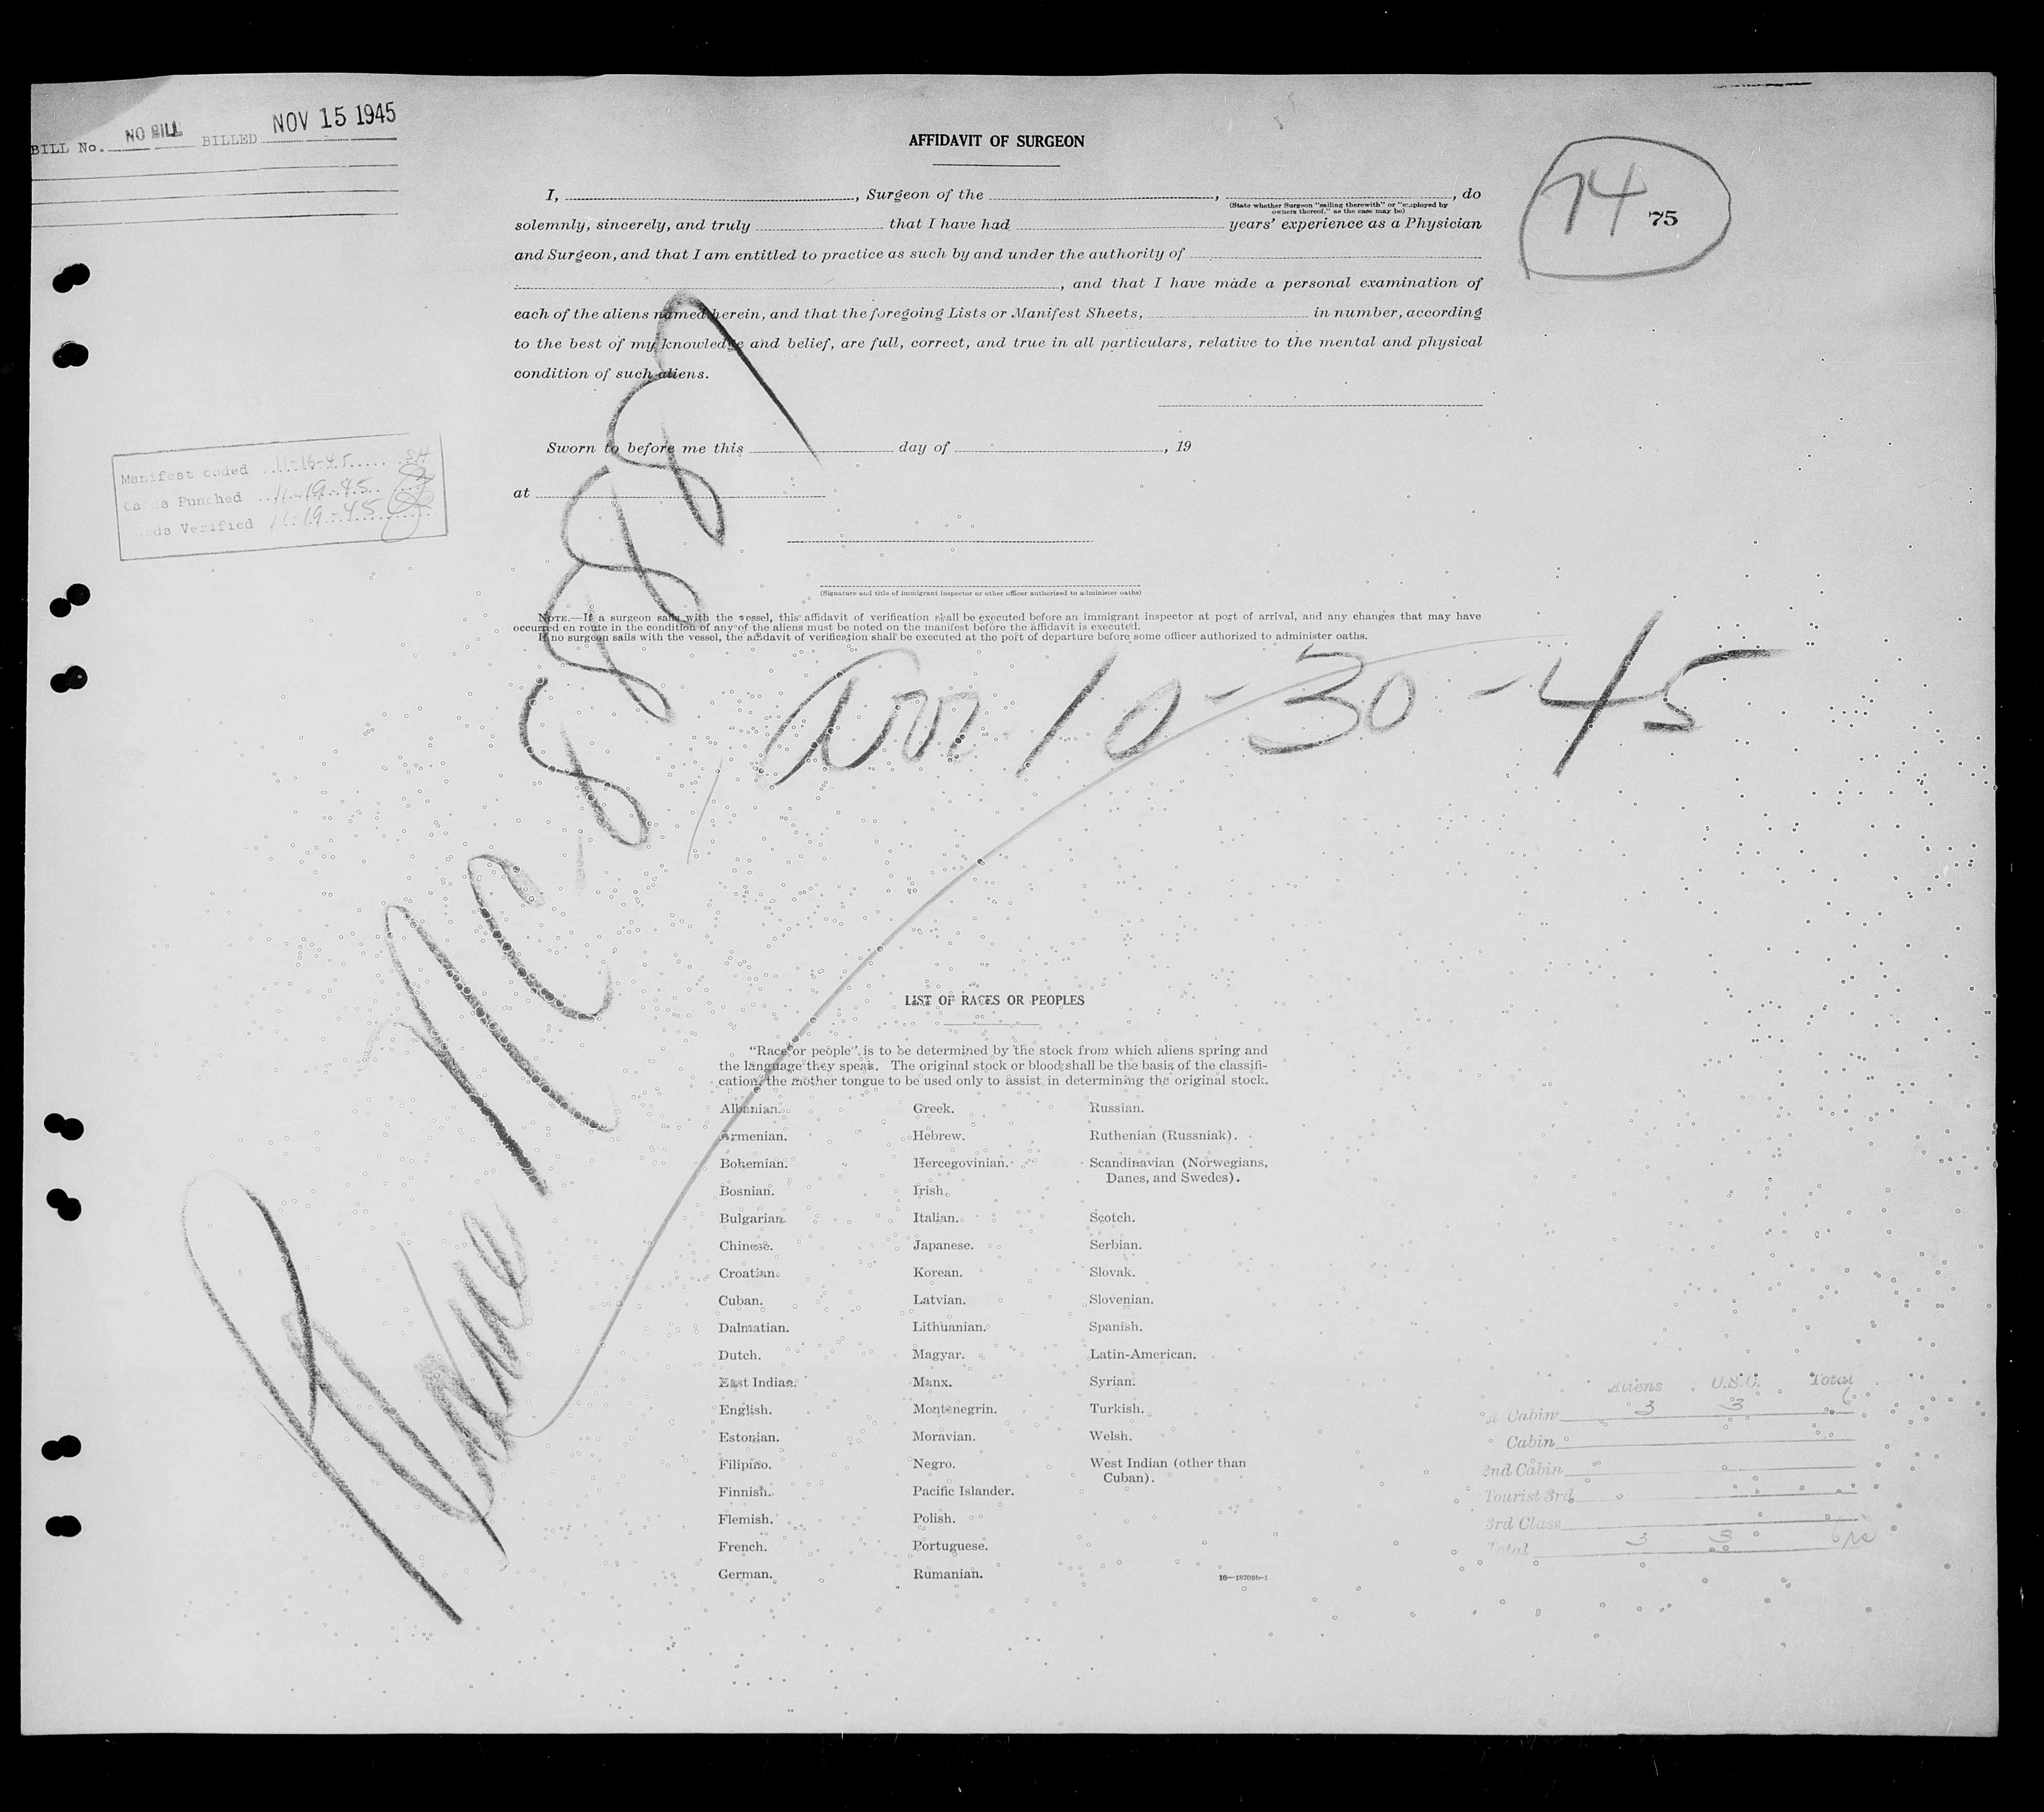 BILL No. NO BILL BILLED NOV 15 1945
AFFIDAVIT OF SURGEON
74 75
I, , Surgeon of the , , do
(State whether Surgeon "sailing therewith" or "employed by
owners thereof," as the case may be)
solemnly, sincerely, and truly that I have had years' experience as a Physician
and Surgeon, and that I am entitled to practice as such by and under the authority of
, and that I have made a personal examination of
each of the aliens named herein, and that the foregoing Lists or Manifest Sheets, in number, according
to the best of my knowledge and belief, are full, correct, and true in all particulars, relative to the mental and physical
condition of such aliens.
Sworn to before me this day of , 19
at
Manifest coded 11-16-45 SH
Cards Punched 11-19-45
Cards Verified 11-19-45
(Signature and title of immigrant inspector or other officer authorized to administer oaths)
NOTE.—If a surgeon sails with the vessel, this affidavit of verification shall be executed before an immigrant inspector at port of arrival, and any changes that may have
occurred en route in the condition of any of the aliens must be noted on the manifest before the affidavit is executed.
If no surgeon sails with the vessel, the affidavit of verification shall be executed at the port of departure before some officer authorized to administer oaths.
Plane NC. 88887
Arr 10-30-45
LIST OF RACES OR PEOPLES
"Race or people" is to be determined by the stock from which aliens spring and
the language they speak. The original stock or blood shall be the basis of the classifi-
cation, the mother tongue to be used only to assist in determining the original stock.
Albanian.
Armenian.
Bohemian.
Bosnian.
Bulgarian.
Chinese.
Croatian.
Cuban.
Dalmatian.
Dutch.
East Indian.
English.
Estonian.
Filipino.
Finnish.
Flemish.
French.
German.
Greek.
Hebrew.
Hercegovinian.
Irish.
Italian.
Japanese.
Korean.
Latvian.
Lithuanian.
Magyar.
Manx.
Montenegrin.
Moravian.
Negro.
Pacific Islander.
Polish.
Portuguese.
Rumanian.
Russian.
Ruthenian (Russniak).
Scandinavian (Norwegians,
Danes, and Swedes).
Scotch.
Serbian.
Slovak.
Slovenian.
Spanish.
Latin-American.
Syrian.
Turkish.
Welsh.
West Indian (other than
Cuban).
16—18709b-1
Aliens U.S.C. Total
Cabin 3 3 6
Cabin
2nd Cabin
Tourist 3rd
3rd Class
Total 3 3 6